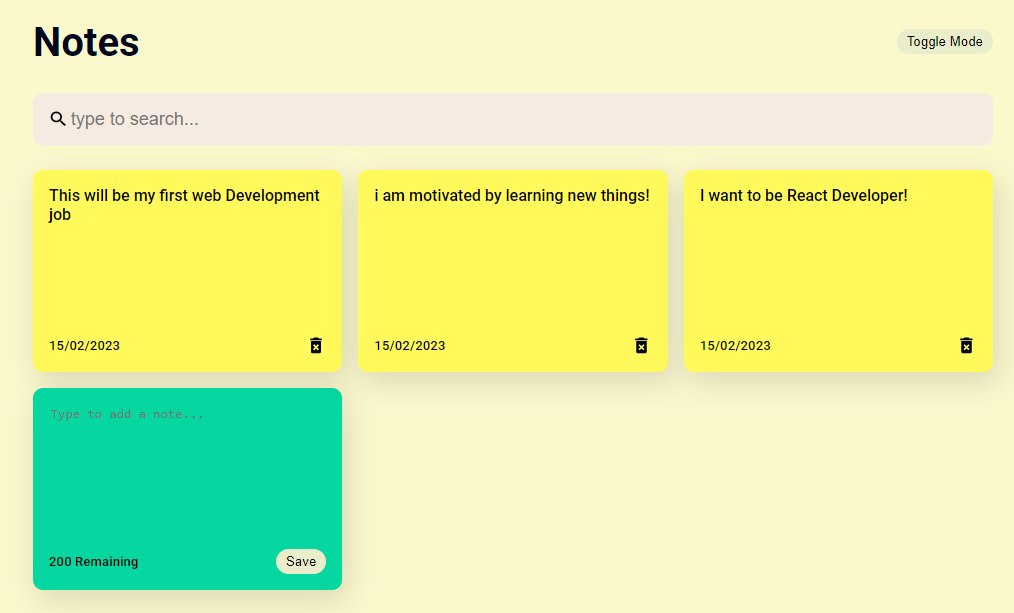 Notes
Toggle Mode
type to search...
This will be my first web Development
job
15/02/2023
i am motivated by learning new things!
15/02/2023
I want to be React Developer!
15/02/2023
Type to add a note...
200 Remaining
Save